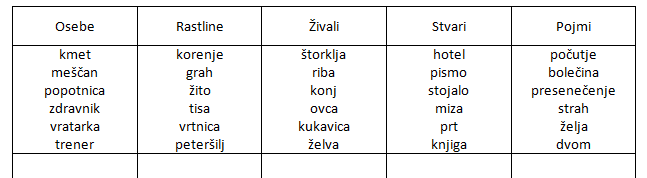 Osebe Rastline Živali Stvari Pojmi
kmet korenje štorklja hotel počutje
meščan grah riba pismo bolečina
popotnica žito konj stojalo presenečenje
zdravnik tisa ovca miza strah
vratarka vrtnica kukavica prt želja
trener peteršilj želva knjiga dvom